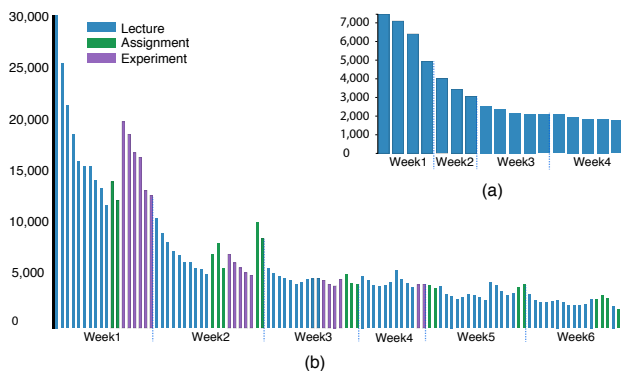 30,000
25,000
20,000
15,000
10,000
5,000
0
Lecture
Assignment
Experiment
Week1 Week2 Week3 Week4 Week5 Week6
(b)
7,000
6,000
5,000
4,000
3,000
2,000
1,000
0
Week1 Week2 Week3 Week4
(a)